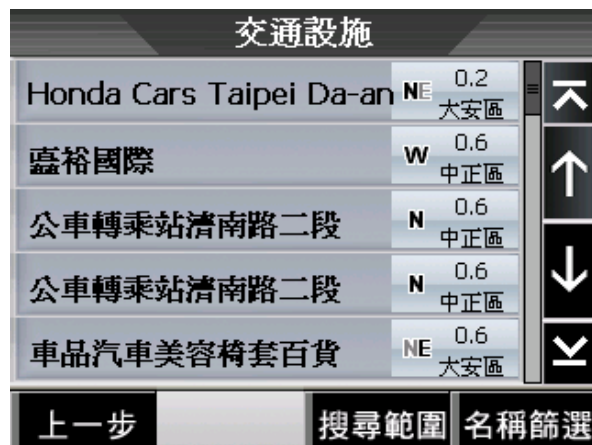 交通設施
Honda Cars Taipei Da-an NE 0.2 大安區
嚞裕國際 W 0.6 中正區
公車轉乘站濟南路二段 N 0.6 中正區
公車轉乘站濟南路二段 N 0.6 中正區
車品汽車美容椅套百貨 NE 0.6 大安區
上一步 搜尋範圍 名稱篩選